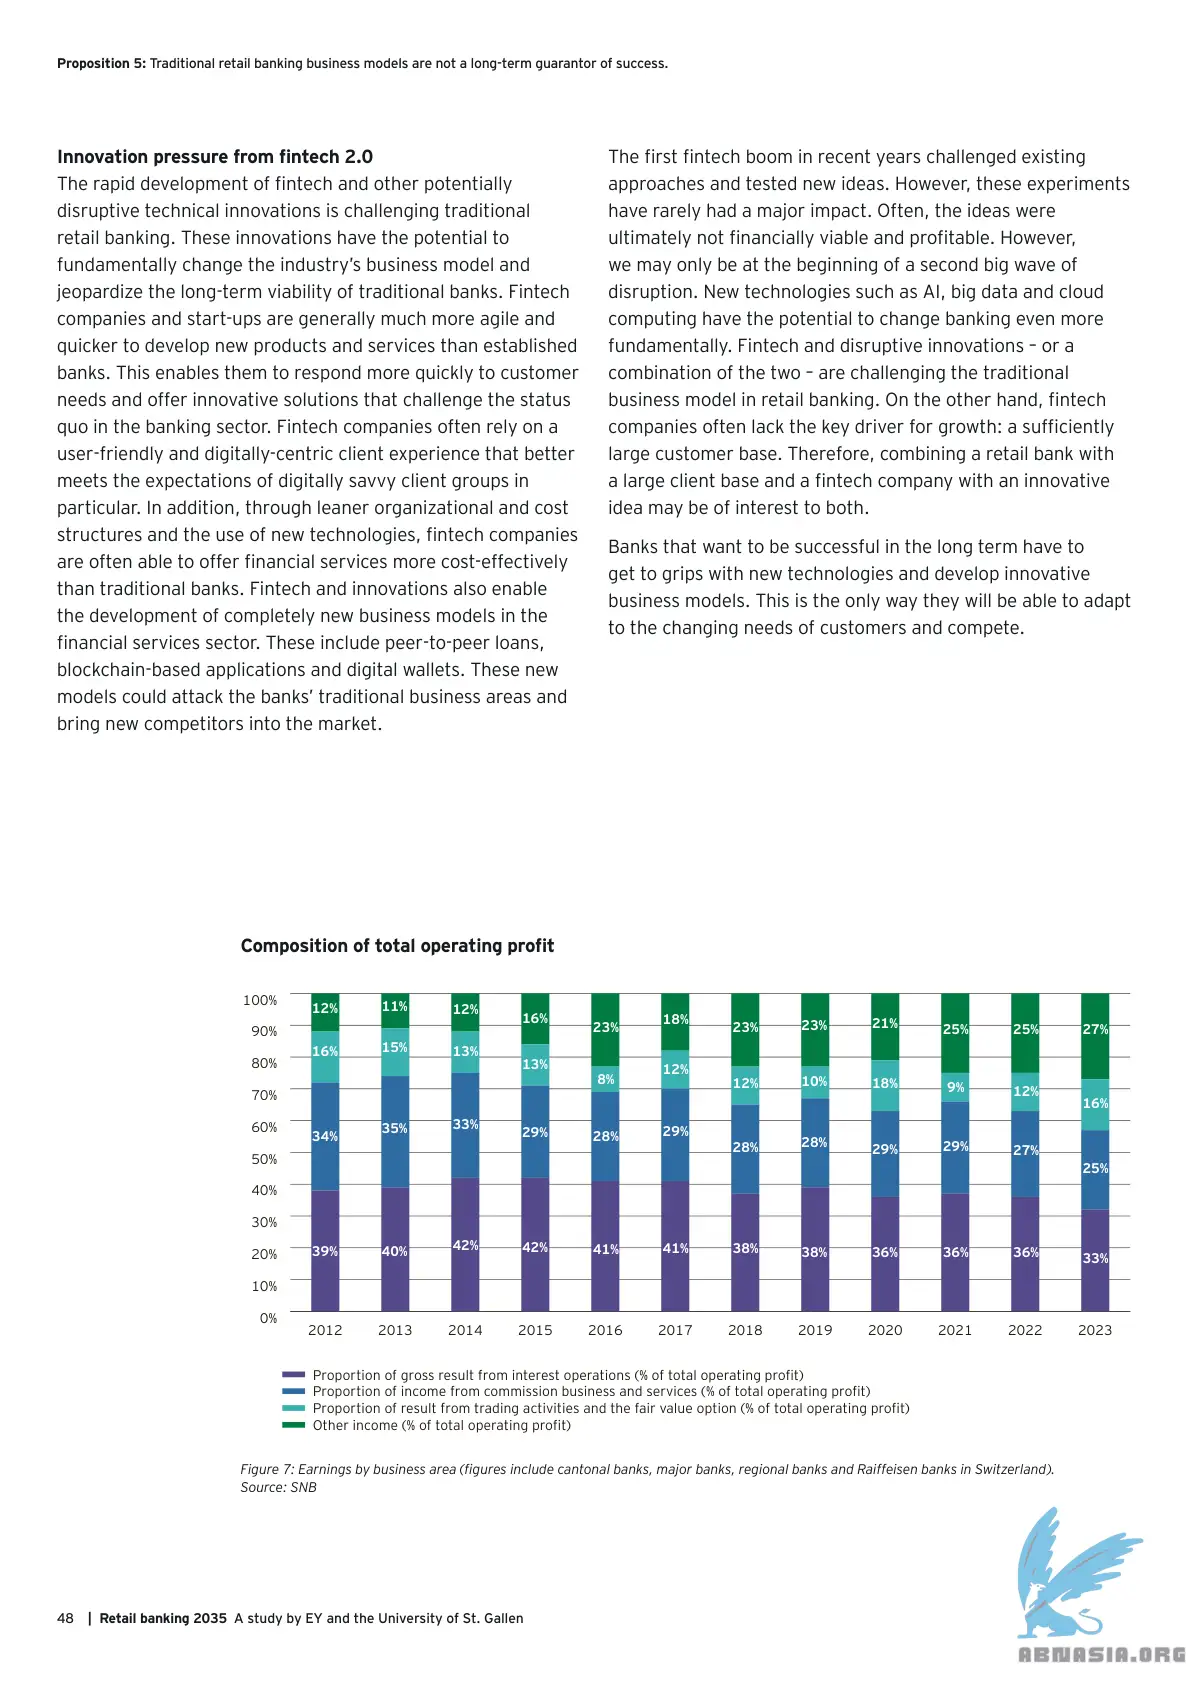 Proposition 5: Traditional retail banking business models are not a long-term guarantor of success.
Innovation pressure from fintech 2.0
The rapid development of fintech and other potentially
disruptive technical innovations is challenging traditional
retail banking. These innovations have the potential to
fundamentally change the industry’s business model and
jeopardize the long-term viability of traditional banks. Fintech
companies and start-ups are generally much more agile and
quicker to develop new products and services than established
banks. This enables them to respond more quickly to customer
needs and offer innovative solutions that challenge the status
quo in the banking sector. Fintech companies often rely on a
user-friendly and digitally-centric client experience that better
meets the expectations of digitally savvy client groups in
particular. In addition, through leaner organizational and cost
structures and the use of new technologies, fintech companies
are often able to offer financial services more cost-effectively
than traditional banks. Fintech and innovations also enable
the development of completely new business models in the
financial services sector. These include peer-to-peer loans,
blockchain-based applications and digital wallets. These new
models could attack the banks’ traditional business areas and
bring new competitors into the market.
The first fintech boom in recent years challenged existing
approaches and tested new ideas. However, these experiments
have rarely had a major impact. Often, the ideas were
ultimately not financially viable and profitable. However,
we may only be at the beginning of a second big wave of
disruption. New technologies such as AI, big data and cloud
computing have the potential to change banking even more
fundamentally. Fintech and disruptive innovations – or a
combination of the two – are challenging the traditional
business model in retail banking. On the other hand, fintech
companies often lack the key driver for growth: a sufficiently
large customer base. Therefore, combining a retail bank with
a large client base and a fintech company with an innovative
idea may be of interest to both.
Banks that want to be successful in the long term have to
get to grips with new technologies and develop innovative
business models. This is the only way they will be able to adapt
to the changing needs of customers and compete.
Composition of total operating profit
100%
90%
80%
70%
60%
50%
40%
30%
20%
10%
0%
12% 11% 12% 16% 23% 18% 23% 23% 21% 25% 25% 27%
16% 15% 13% 13% 8% 12% 12% 10% 18% 9% 12% 16%
34% 35% 33% 29% 28% 29% 28% 28% 29% 29% 27% 25%
39% 40% 42% 42% 41% 41% 38% 38% 36% 36% 36% 33%
2012 2013 2014 2015 2016 2017 2018 2019 2020 2021 2022 2023
Proportion of gross result from interest operations (% of total operating profit)
Proportion of income from commission business and services (% of total operating profit)
Proportion of result from trading activities and the fair value option (% of total operating profit)
Other income (% of total operating profit)
Figure 7: Earnings by business area (figures include cantonal banks, major banks, regional banks and Raiffeisen banks in Switzerland).
Source: SNB
48 | Retail banking 2035 A study by EY and the University of St. Gallen
ABNASIA.ORG